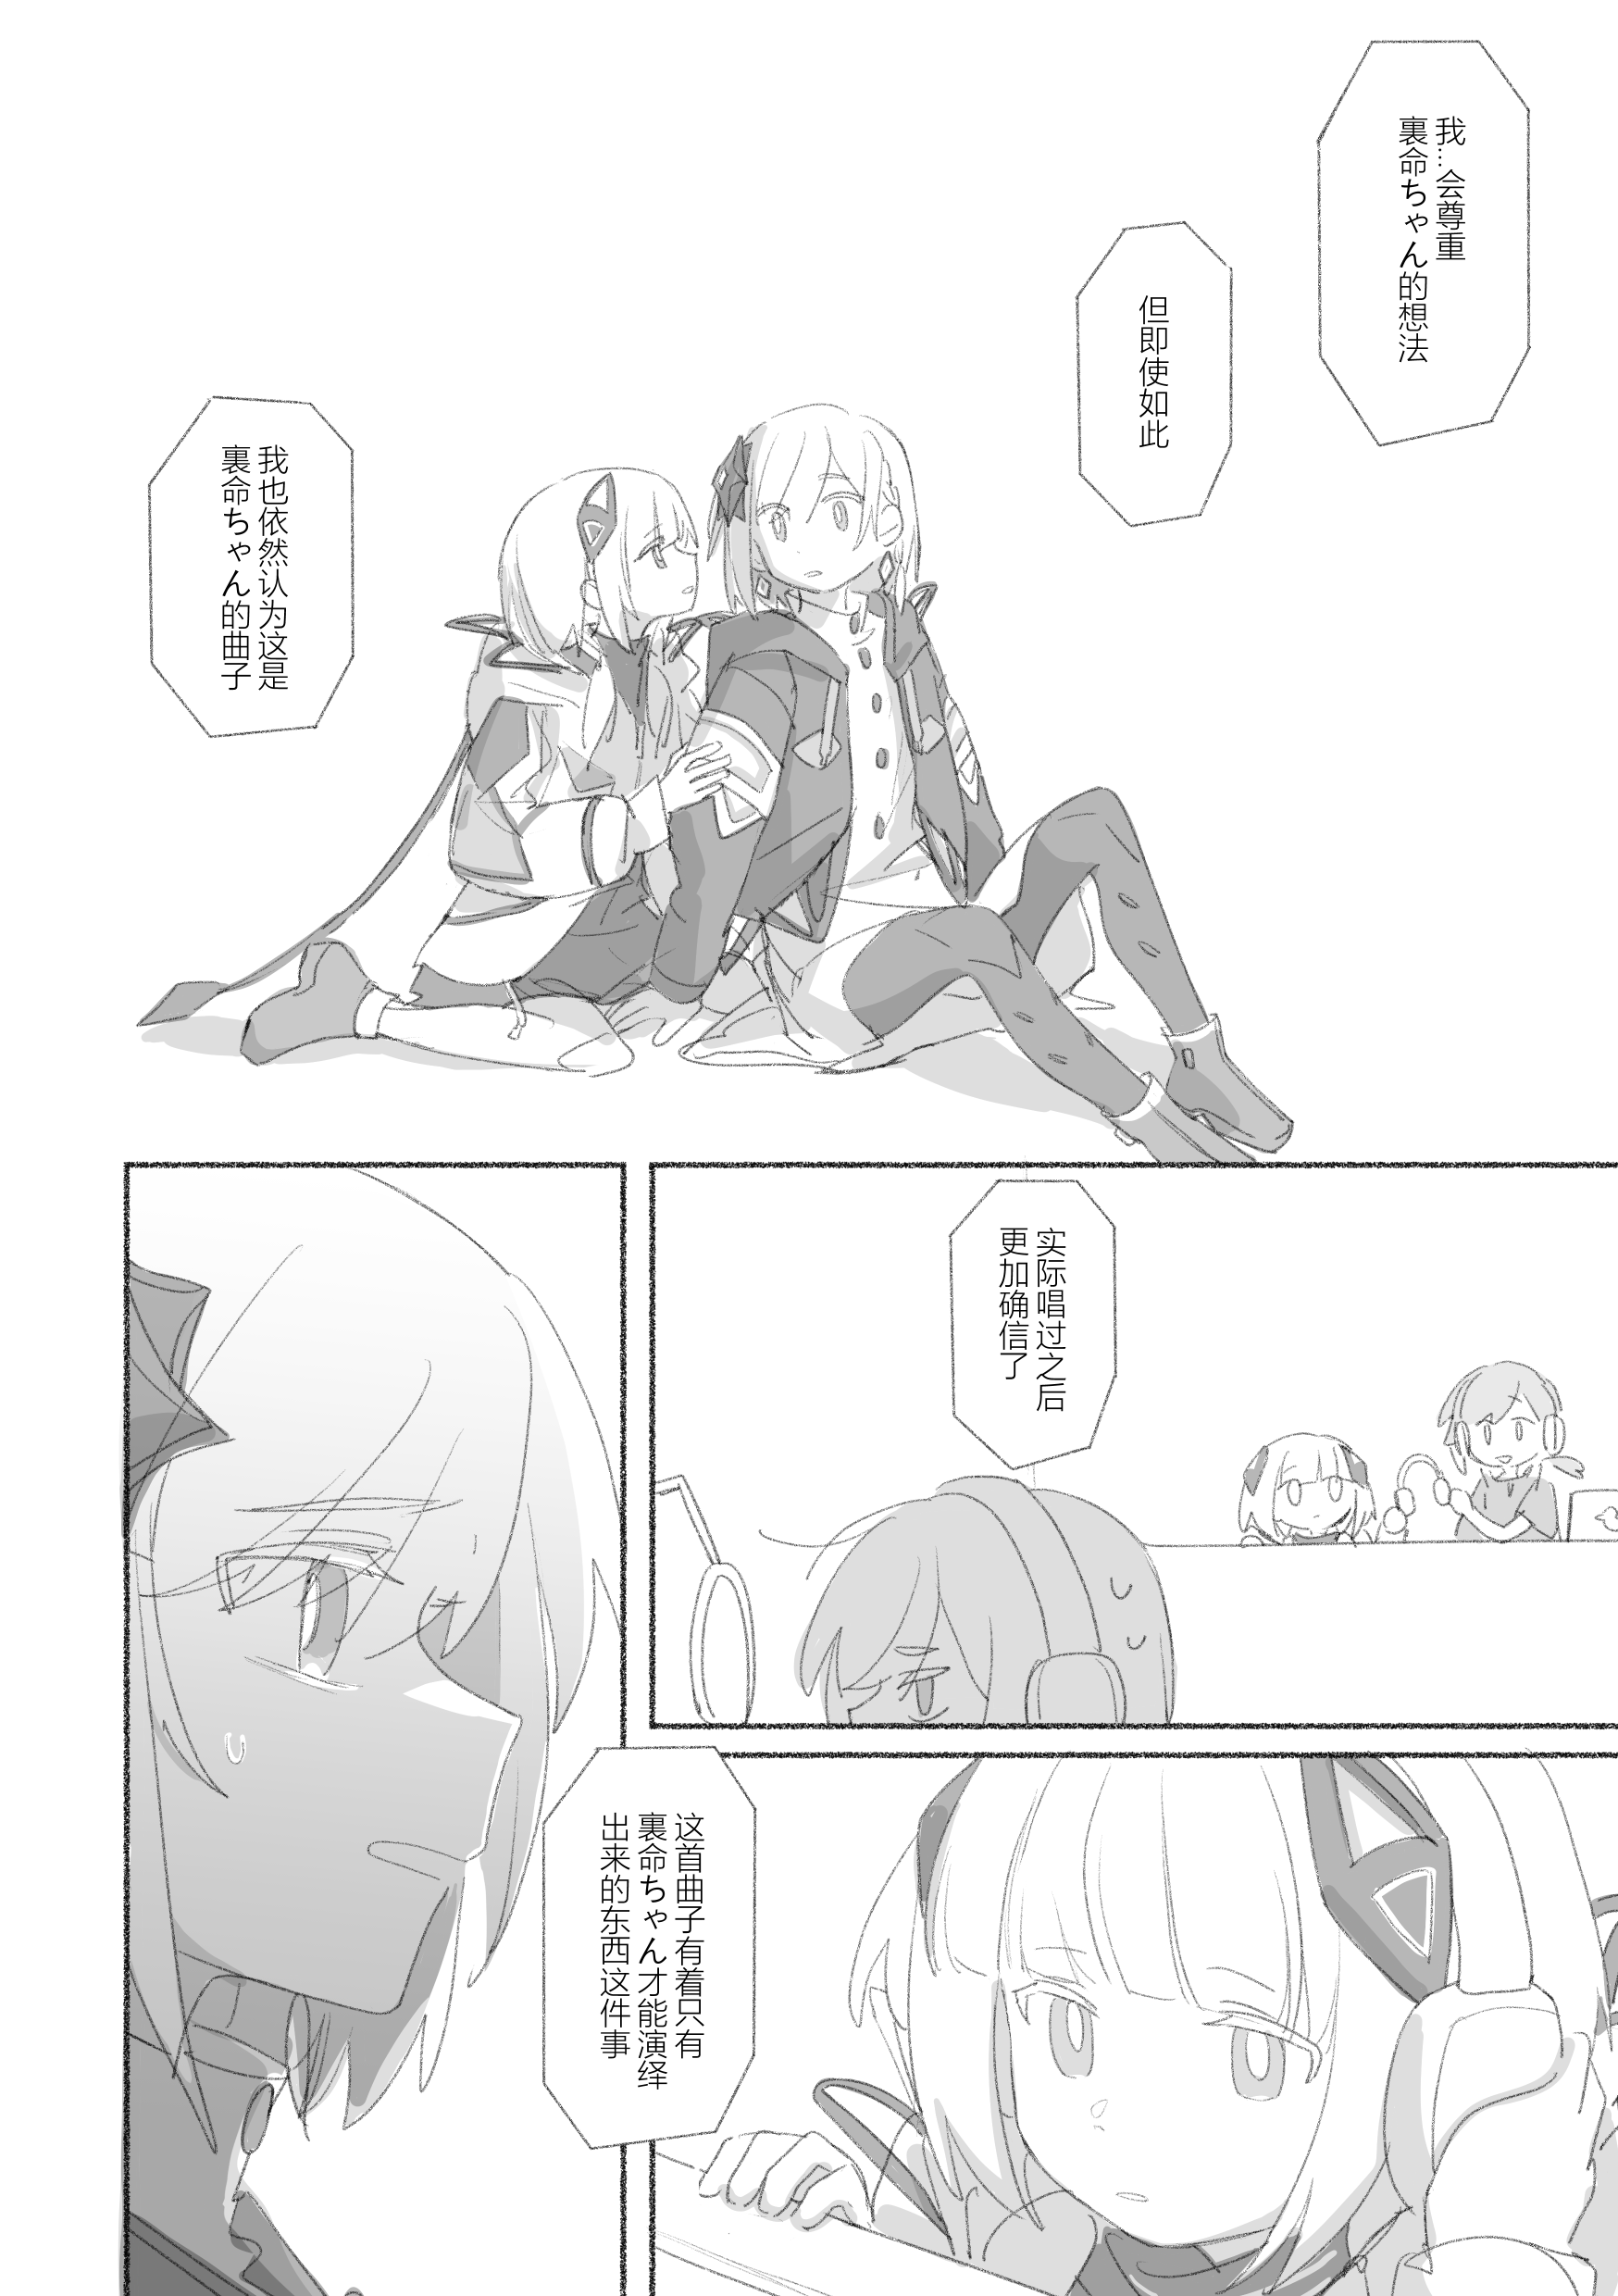 我…会尊重
裏命ちゃん的想法
但即使如此
我也依然认为这是
裏命ちゃん的曲子
实际唱过之后
更加确信了
这首曲子有着只有
裏命ちゃん才能演绎
出来的东西这件事